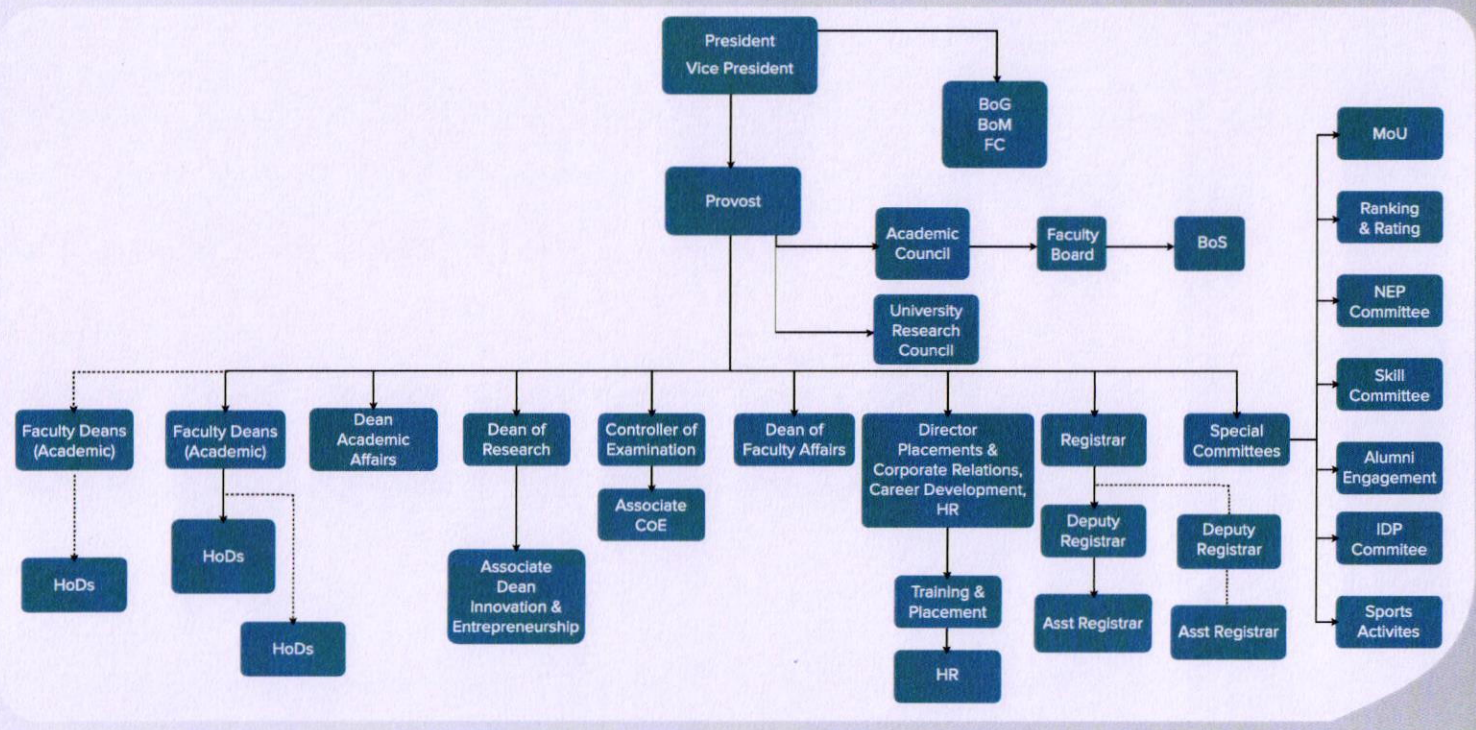 President
Vice President
BoG
BoM
FC
Provost
Academic
Council
Faculty
Board
BoS
University
Research
Council
MoU
Ranking
& Rating
NEP
Committee
Skill
Committee
Alumni
Engagement
IDP
Commitee
Sports
Activites
Faculty Deans
(Academic)
Faculty Deans
(Academic)
Dean
Academic
Affairs
Dean of
Research
Controller of
Examination
Dean of
Faculty Affairs
Director
Placements &
Corporate Relations,
Career Development,
HR
Registrar
Special
Committees
HoDs
HoDs
HoDs
Associate
Dean
Innovation &
Entrepreneurship
Associate
CoE
Training &
Placement
HR
Deputy
Registrar
Asst Registrar
Deputy
Registrar
Asst Registrar